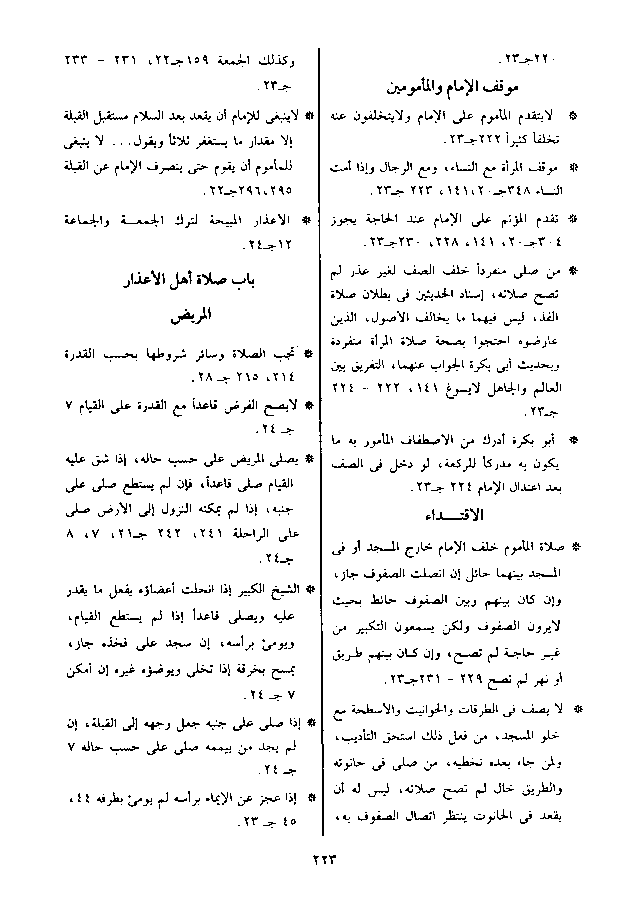 ٢٢٠جـ٢٣.
موقف الإمام والمأمومين
* لايتقدم المأموم على الإمام ولايتخلفون عنه
تخلفاً كثيراً ٢٢٢جـ٢٣.
* موقف المرأة مع النساء، ومع الرجال وإذا أمت
النساء ٣٤٨جـ٢٠، ١٤١، ٢٢٣ جـ٢٣.
* تقدم المؤتم على الإمام عند الحاجة يجوز
٣٠٤جـ٢٠، ١٤١، ٢٢٨، ٢٣٠جـ٢٣.
* من صلى منفرداً خلف الصف لغير عذر لم
تصح صلاته، إسناد الحديثين فى بطلان صلاة
الفذ، ليس فيهما ما يخالف الأصول، الذين
عارضوه احتجوا بصحة صلاة المرأة منفردة
وبحديث أبى بكرة الجواب عنهما، التفريق بين
العالم والجاهل لايسوغ ١٤١، ٢٢٢ - ٢٢٤
جـ٢٣.
* أبو بكرة أدرك من الاصطفاف المأمور به ما
يكون به مدركاً للركعة، لو دخل فى الصف
بعد اعتدال الإمام ٢٢٤ جـ٢٣.
الاقتـــداء
* صلاة المأموم خلف الإمام خارج المسجد أو فى
المسجد بينهما حائل إن اتصلت الصفوف جاز،
وإن كان بينهم وبين الصفوف حائط بحيث
لايرون الصفوف ولكن يسمعون التكبير من
غير حاجة لم تصح، وإن كان بينهم طريق
أو نهر لم تصح ٢٢٩ - ٢٣١جـ٢٣.
* لا يصف فى الطرقات والحوانيت والأسطحة مع
خلو المسجد، من فعل ذلك استحق التأديب،
ولمن جاء بعده تخطيه، من صلى فى حانوته
والطريق خال لم تصح صلاته، ليس له أن
يقعد فى الحانوت ينتظر اتصال الصفوف به،
وكذلك الجمعة ١٥٩جـ٢٢، ٢٣١ - ٢٣٣
جـ٢٣.
* لاينبغى للإمام أن يقعد بعد السلام مستقبل القبلة
إلا مقدار ما يستغفر ثلاثاً ويقول... لا ينبغى
للمأموم أن يقوم حتى ينصرف الإمام عن القبلة
٢٩٥،٢٩٦جـ٢٢.
* الأعذار المبيحة لترك الجمعـــة والجماعة
١٢جـ٢٤.
باب صلاة أهل الأعذار
المريض
* تجب الصلاة وسائر شروطها بحسب القدرة
٢١٤، ٢١٥ جـ ٢٨.
* لايصح الفرض قاعداً مع القدرة على القيام ٧
جـ ٢٤.
* يصلى المريض على حسب حاله، إذا شق عليه
القيام صلى قاعداً، فإن لم يستطع صلى على
جنبه، إذا لم يمكنه النزول إلى الأرض صلى
على الراحلة ٢٤١، ٢٤٢ جـ٢١، ٧، ٨
جـ٢٤.
* الشيخ الكبير إذا انحلت أعضاؤه يفعل ما يقدر
عليه ويصلى قاعداً إذا لم يستطع القيام،
ويومئ برأسه، إن سجد على فخذه جاز،
يمسح بخرقة إذا تخلى ويوضؤه غيره إن أمكن
٧ جـ ٢٤.
* إذا صلى على جنبه جعل وجهه إلى القبلة، إن
لم يجد من ييممه صلى على حسب حاله ٧
جـ ٢٤.
* إذا عجز عن الإيماء برأسه لم يومئ بطرفه ٤٤،
٤٥ جـ ٢٣.
٢٢٣